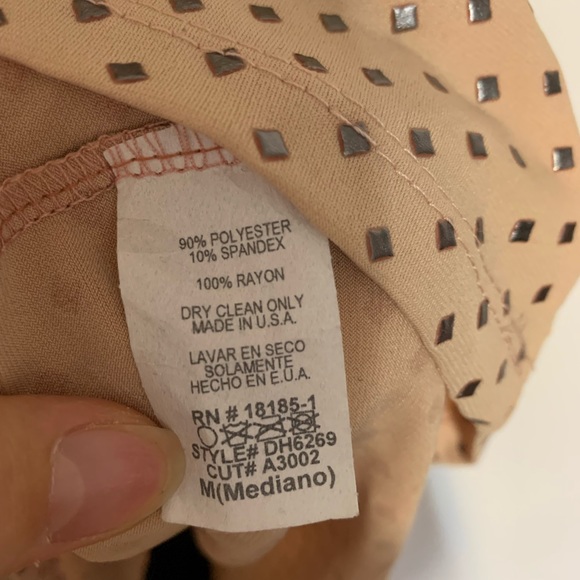 90% POLYESTER
10% SPANDEX
100% RAYON
DRY CLEAN ONLY
MADE IN U.S.A.
LAVAR EN SECO
SOLAMENTE
HECHO EN E.U.A.
RN # 18185-1
STYLE# DH6269
CUT# A3002
M(Mediano)